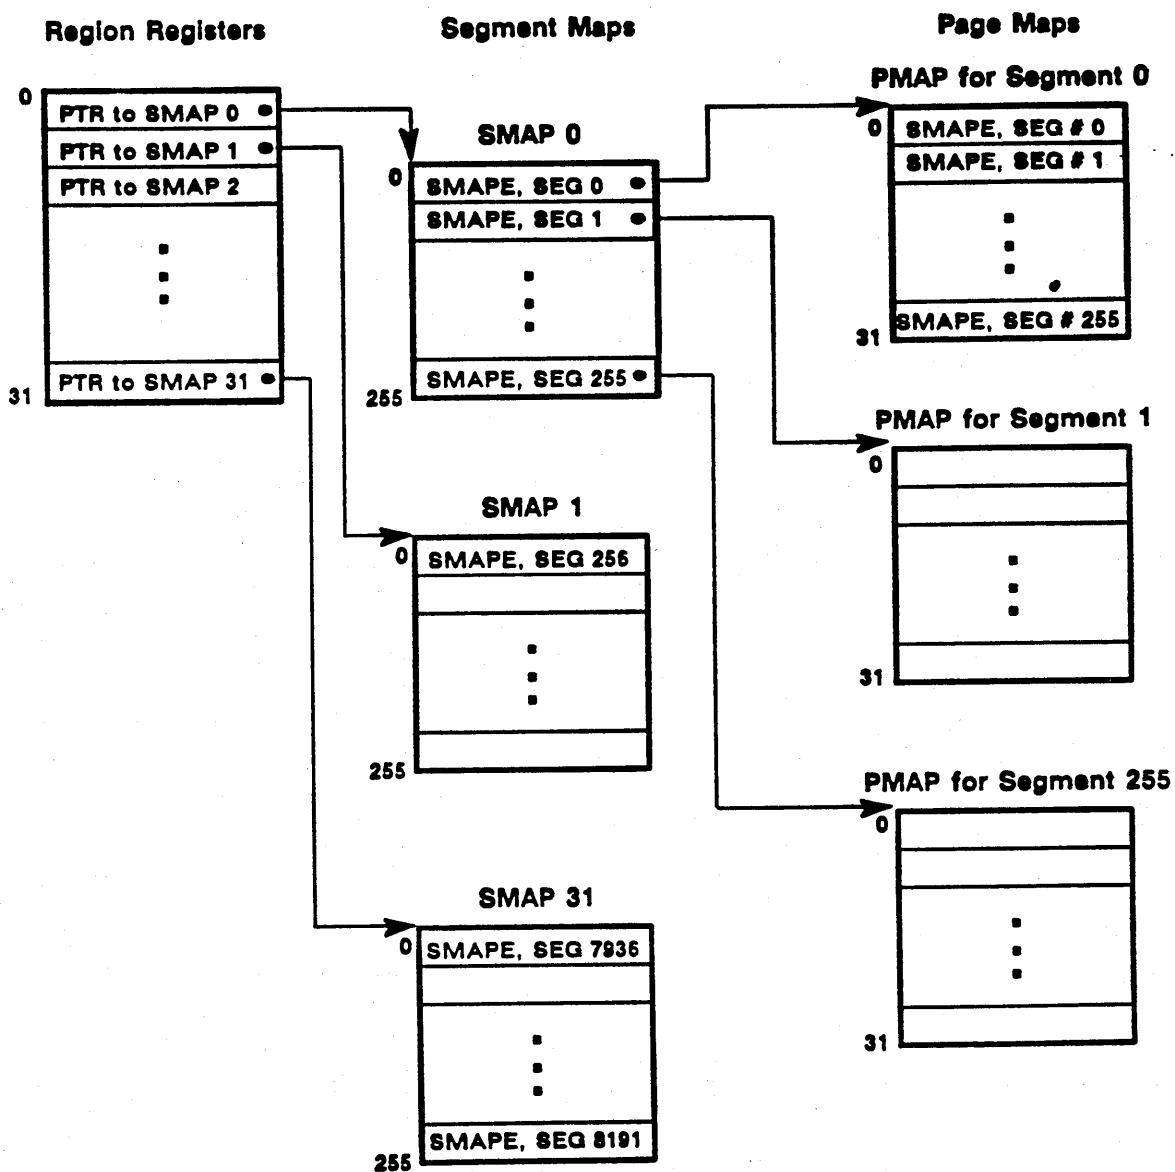 Region Registers
0
PTR to SMAP 0
PTR to SMAP 1
PTR to SMAP 2
PTR to SMAP 31
31
Segment Maps
SMAP 0
0
SMAPE, SEG 0
SMAPE, SEG 1
SMAPE, SEG 255
255
SMAP 1
0
SMAPE, SEG 256
255
SMAP 31
0
SMAPE, SEG 7936
SMAPE, SEG 8191
255
Page Maps
PMAP for Segment 0
0
SMAPE, SEG # 0
SMAPE, SEG # 1
SMAPE, SEG # 255
31
PMAP for Segment 1
0
31
PMAP for Segment 255
0
31